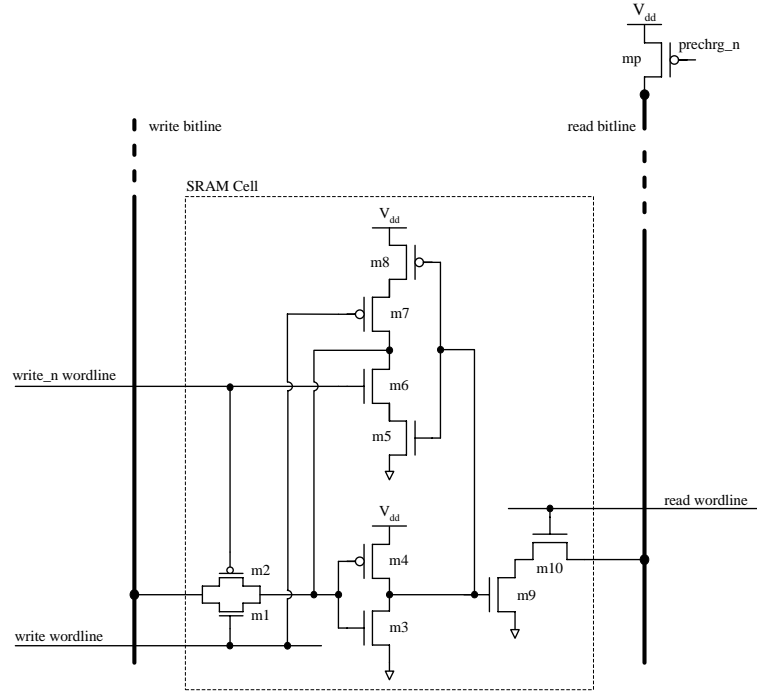 Vdd
prechrg_n
mp
write bitline
read bitline
SRAM Cell
Vdd
m8
m7
write_n wordline
m6
m5
read wordline
Vdd
m4
m2
m10
m9
m1
m3
write wordline